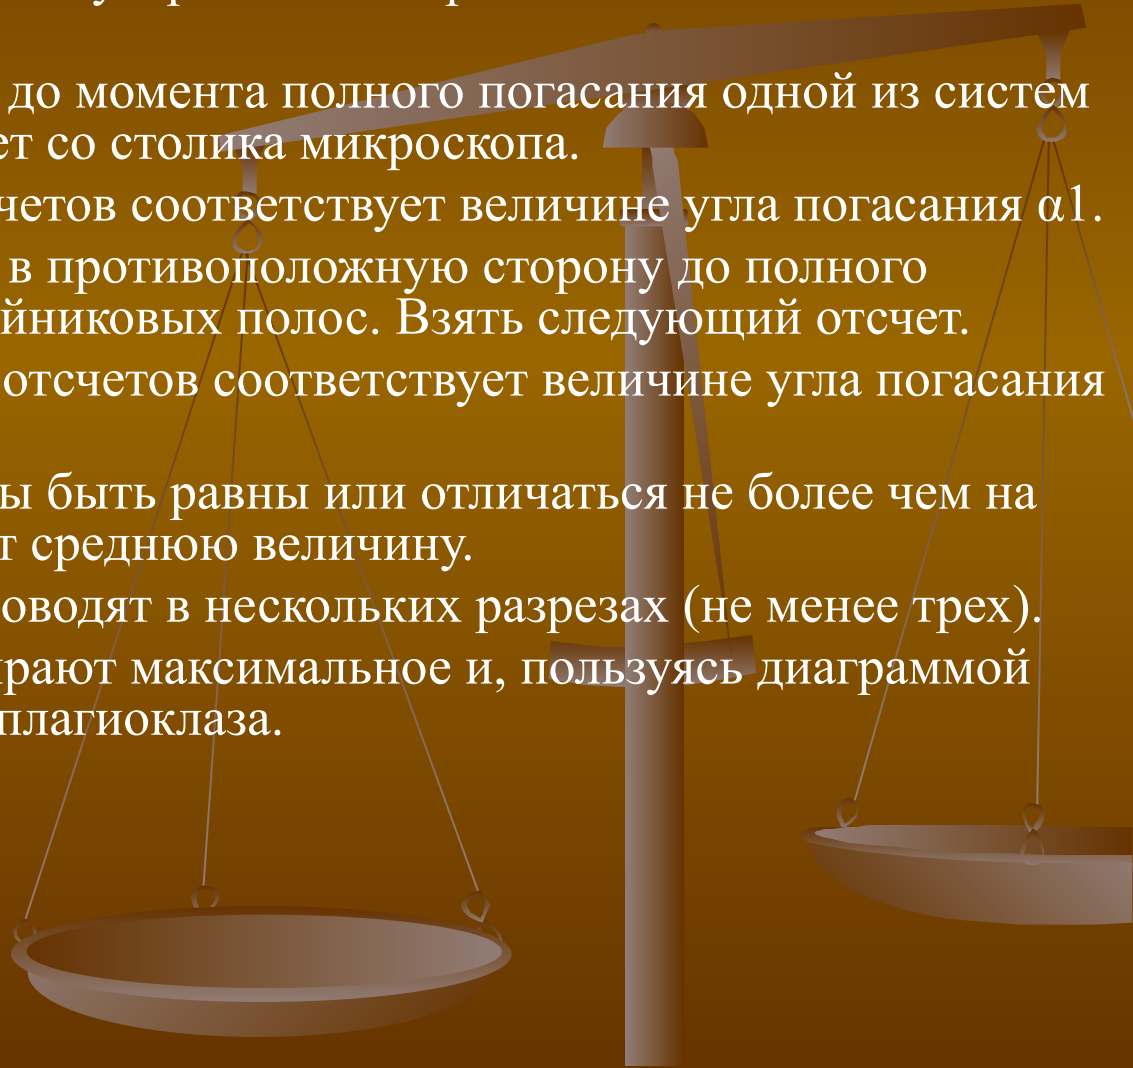 до момента полного погасания одной из систем
ет со столика микроскопа.
четов соответствует величине угла погасания α1.
в противоположную сторону до полного
йниковых полос. Взять следующий отсчет.
отсчетов соответствует величине угла погасания
ы быть равны или отличаться не более чем на
т среднюю величину.
оводят в нескольких разрезах (не менее трех).
ирают максимальное и, пользуясь диаграммой
плагиоклаза.